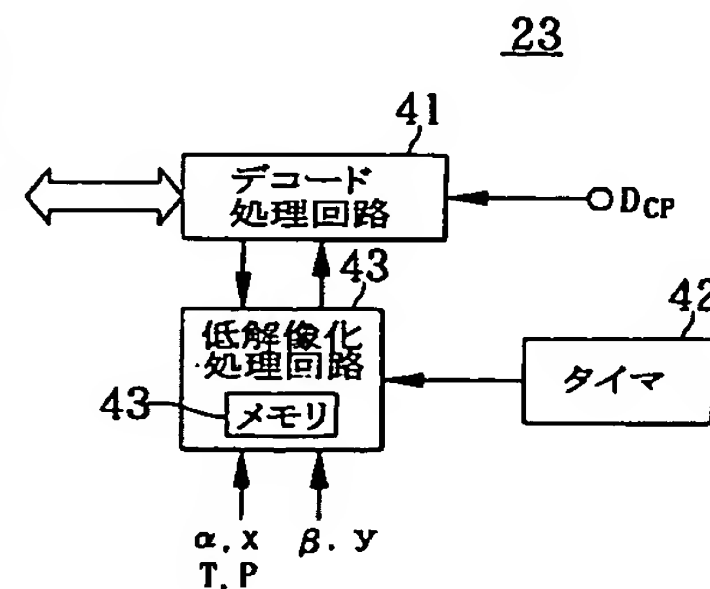 23
41
デコード
処理回路
D_CP
43
低解像化
処理回路
42
タイマ
43
メモリ
α, x
β, y
T, P